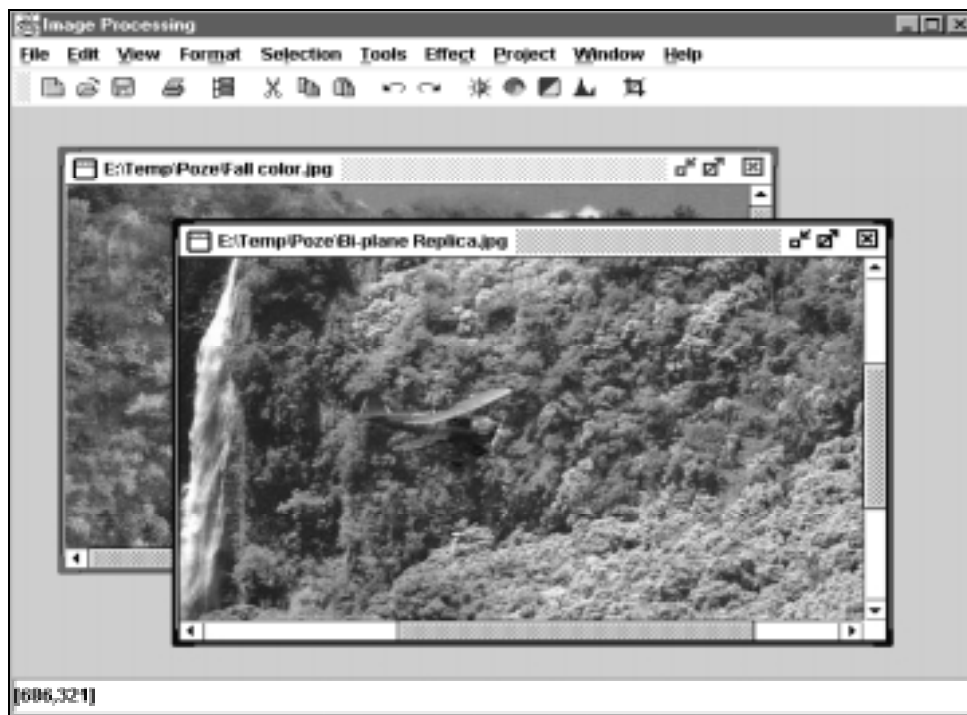 Image Processing
File Edit View Format Selection Tools Effect Project Window Help
E:\Temp\Poze\Fall color.jpg
E:\Temp\Poze\Bi-plane Replica.jpg
[686,321]